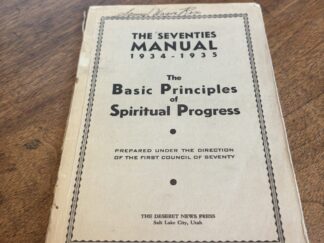 THE SEVENTIES
MANUAL
1934-1935
The
Basic Principles
of
Spiritual Progress
PREPARED UNDER THE DIRECTION
OF THE FIRST COUNCIL OF SEVENTY
THE DESERET NEWS PRESS
Salt Lake City, Utah